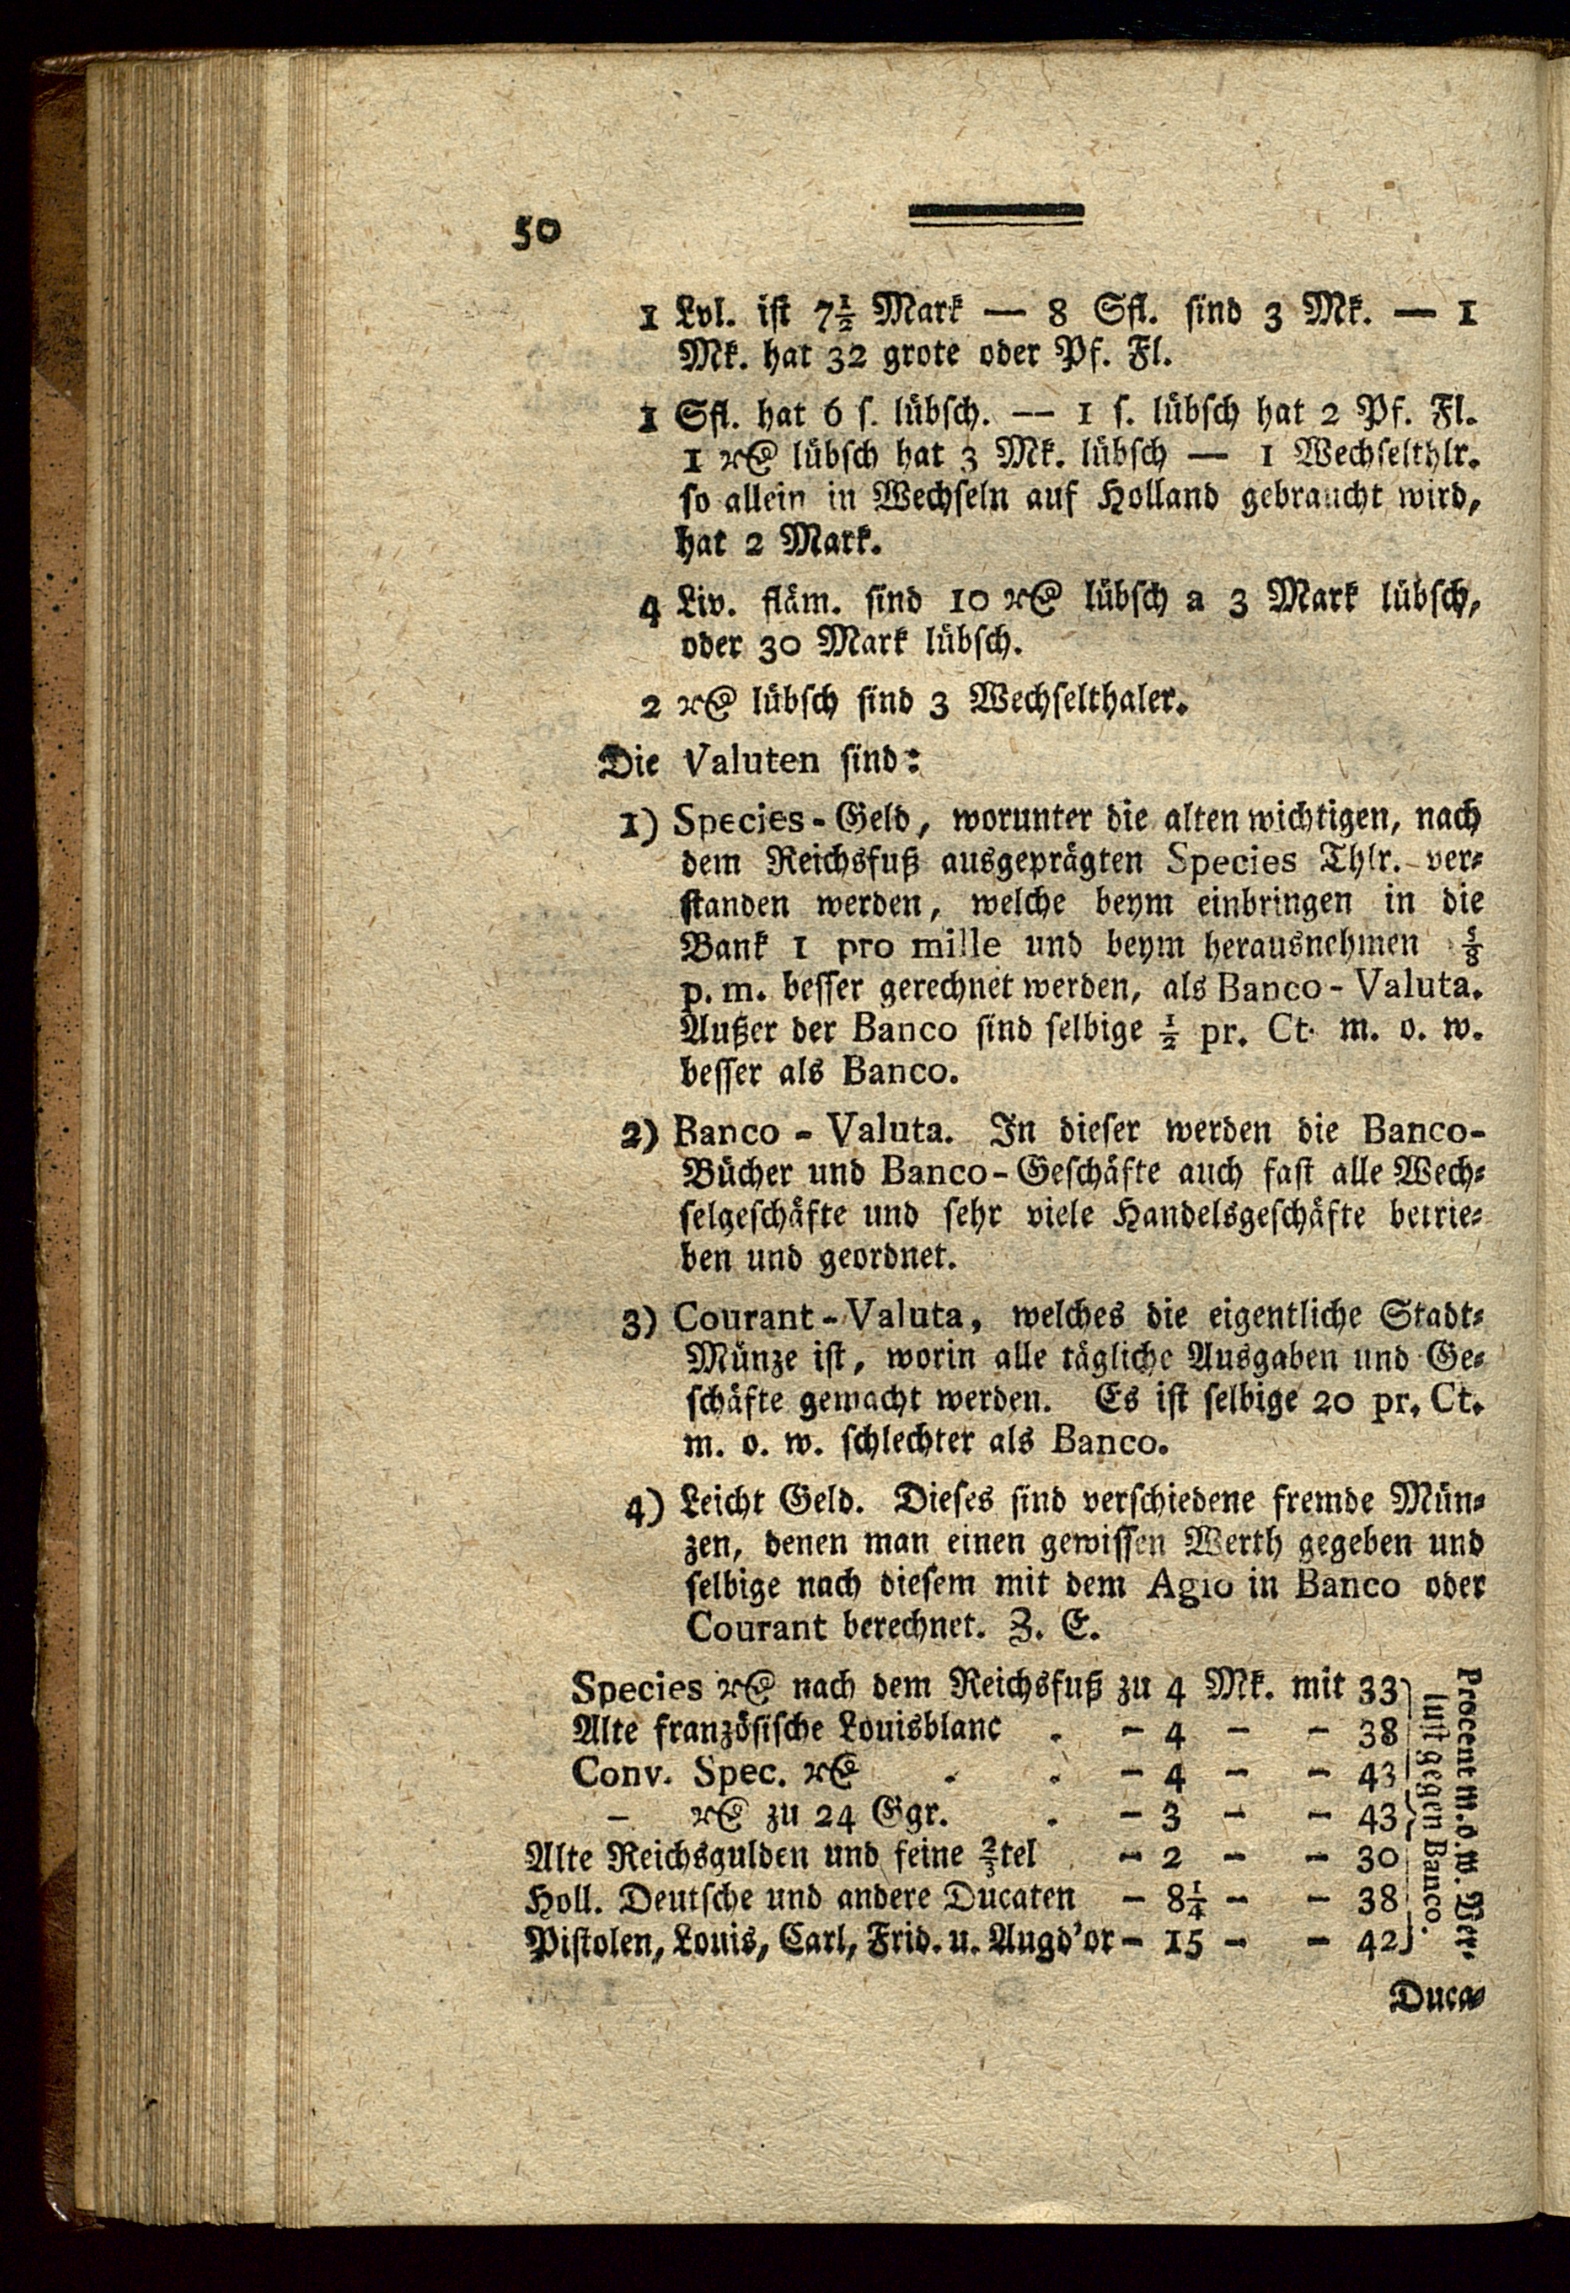 50
1 Lvl. ist 7½ Mark — 8 Sfl. sind 3 Mk. — 1
Mk. hat 32 grote oder Pf. Fl.
1 Sfl. hat 6 s. lübsch. — 1 s. lübsch hat 2 Pf. Fl.
1 Rthlr lübsch hat 3 Mk. lübsch — 1 Wechselthlr.
so allein in Wechseln auf Holland gebraucht wird,
hat 2 Mark.
4 Liv. fläm. sind 10 Rthlr lübsch a 3 Mark lübsch,
oder 30 Mark lübsch.
2 Rthlr lübsch sind 3 Wechselthaler.
Die Valuten sind:
1) Species-Geld, worunter die alten wichtigen, nach
dem Reichsfuß ausgeprägten Species Thlr. ver-
standen werden, welche beym einbringen in die
Bank 1 pro mille und beym herausnehmen ⅝
p. m. besser gerechnet werden, als Banco-Valuta.
Außer der Banco sind selbige ½ pr. Ct. m. o. w.
besser als Banco.
2) Banco-Valuta. In dieser werden die Banco-
Bücher und Banco-Geschäfte auch fast alle Wech-
selgeschäfte und sehr viele Handelsgeschäfte betrie-
ben und geordnet.
3) Courant-Valuta, welches die eigentliche Stadt-
Münze ist, worin alle tägliche Ausgaben und Ge-
schäfte gemacht werden. Es ist selbige 20 pr. Ct.
m. o. w. schlechter als Banco.
4) Leicht Geld. Dieses sind verschiedene fremde Mün-
zen, denen man einen gewissen Werth gegeben und
selbige nach diesem mit dem Agio in Banco oder
Courant berechnet. Z. E.
Species Rthlr nach dem Reichsfuß zu 4 Mk. mit 33
Alte französische Louisblanc . - 4 - - 38
Conv. Spec. Rthlr . . - 4 - - 43
- Rthlr zu 24 Ggr. . - 3 - - 43
Alte Reichsgulden und feine ⅔tel - 2 - - 30
Holl. Deutsche und andere Ducaten - 8¼ - - 38
Pistolen, Louis, Carl, Frid. u. Augd'or - 15 - - 42
Procent m. o. w. Ver-
lust gegen Banco.
Duca-